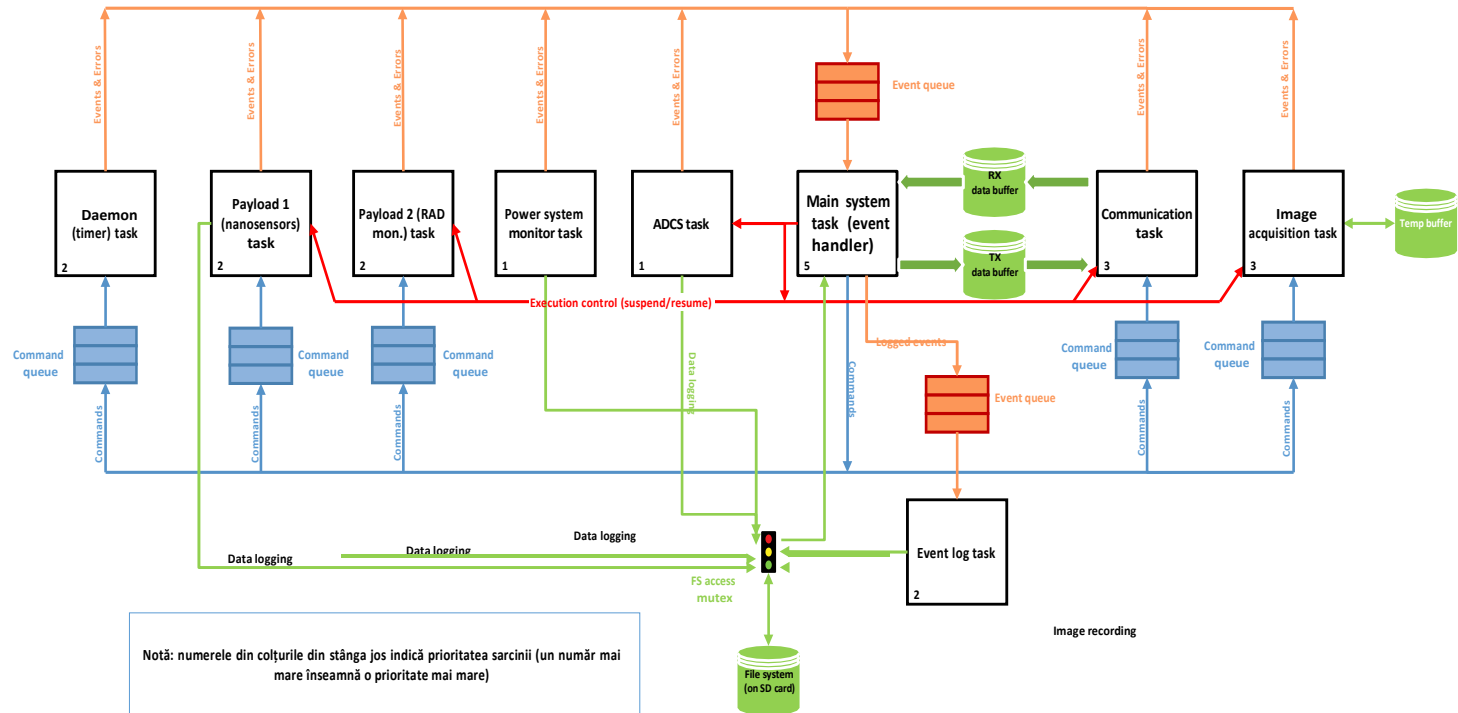 Events & Errors
Events & Errors
Events & Errors
Events & Errors
Events & Errors
Events & Errors
Events & Errors
Event queue
Daemon
(timer) task
2
Payload 1
(nanosensors)
task
2
Payload 2 (RAD
mon.) task
2
Power system
monitor task
1
ADCS task
1
Main system
task (event
handler)
5
RX
data buffer
TX
data buffer
Communication
task
3
Image
acquisition task
3
Temp buffer
Execution control (suspend/resume)
Command
queue
Command
queue
Command
queue
Command
queue
Command
queue
Data logging
Logged events
Commands
Event queue
Commands
Commands
Commands
Commands
Commands
Data logging
Data logging
Data logging
FS access
mutex
Event log task
2
File system
(on SD card)
Image recording
Notă: numerele din colțurile din stânga jos indică prioritatea sarcinii (un număr mai
mare înseamnă o prioritate mai mare)